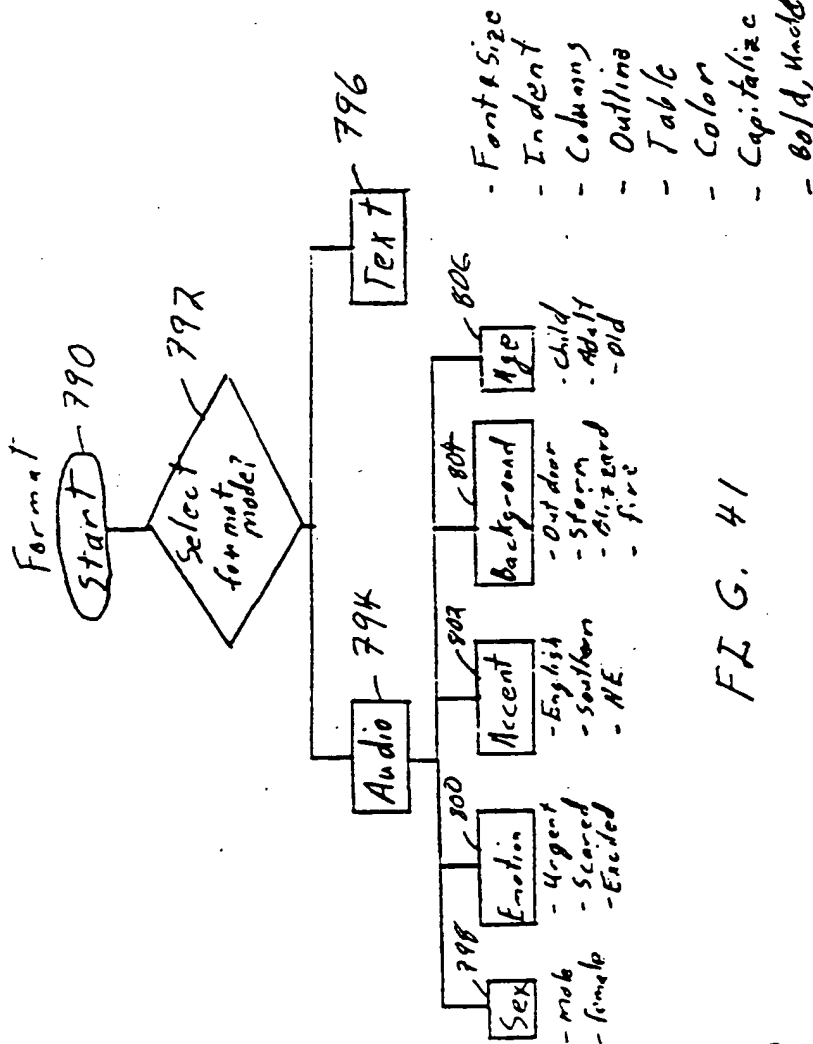 Format
Start
790
Select
format
mode?
792
Audio
794
Text
796
- Font & Size
- Indent
- Columns
- Outline
- Table
- Color
- Capitalize
- Bold,
Sex
798
- male
- female
Emotion
800
- Urgent
- Scared
- Excited
Accent
802
- English
- Southern
- NE
Background
804
- Outdoor
- Storm
- Blizzard
- fire
Age
806
- Child
- Adult
- Old
FIG. 41